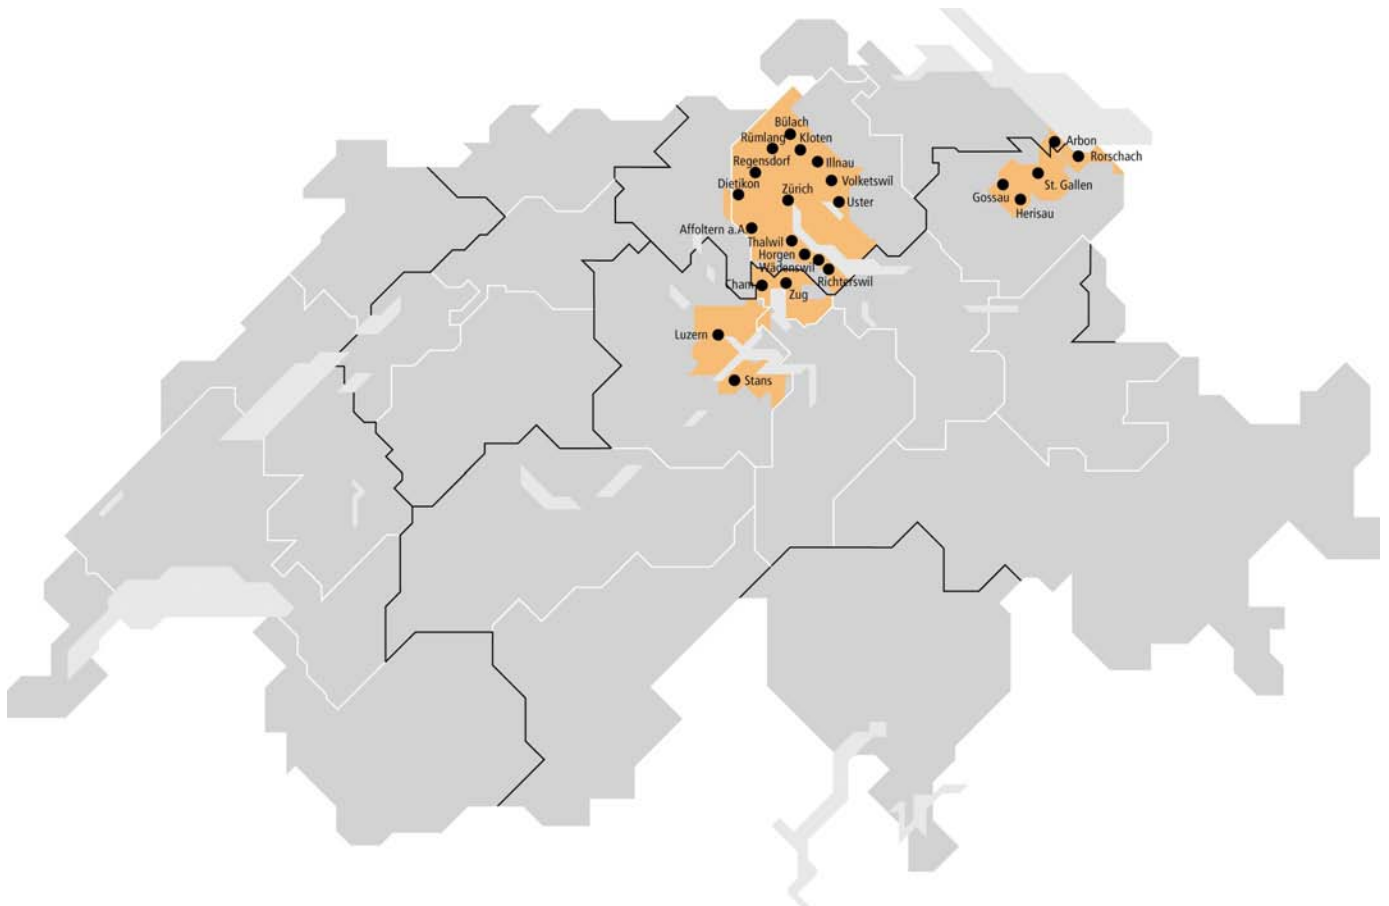 Bülach
Rümlang
Kloten
Illnau
Regensdorf
Volketswil
Dietikon
Zürich
Uster
Affoltern a.A.
Thalwil
Horgen
Wädenswil
Richterswil
Cham
Zug
Luzern
Stans
Arbon
Rorschach
St. Gallen
Gossau
Herisau